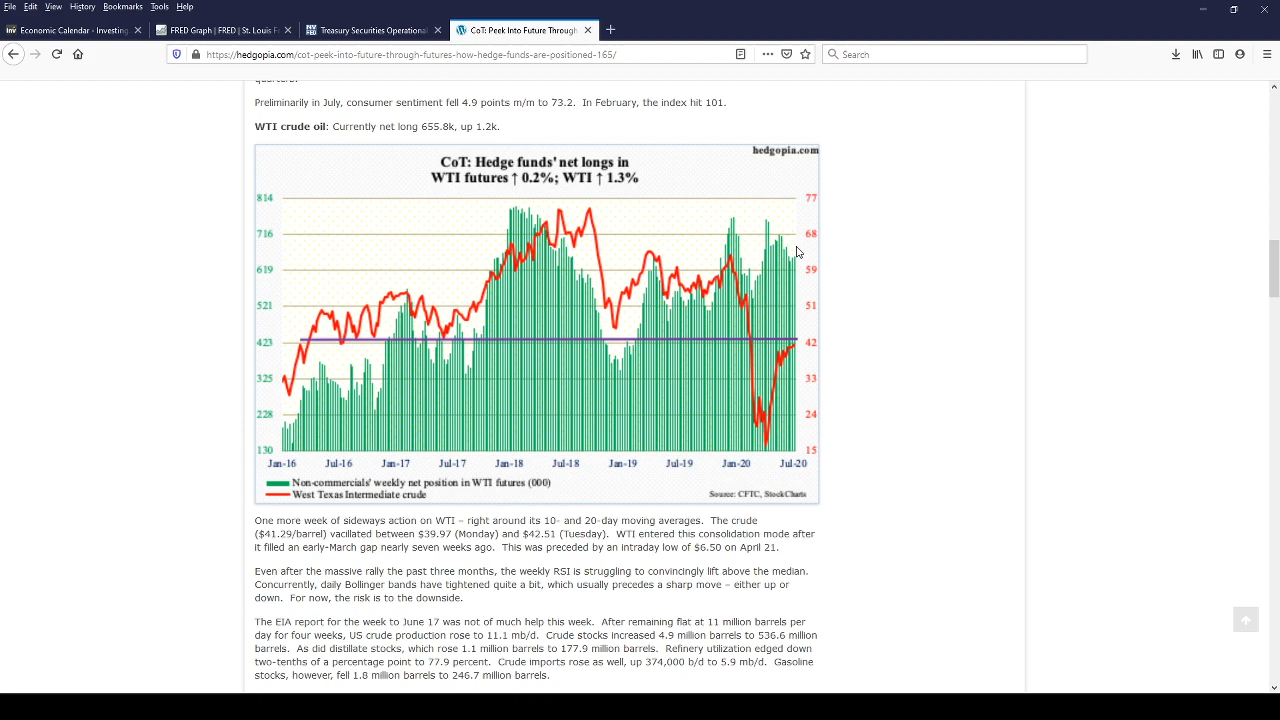 File Edit View History Bookmarks Tools Help
Economic Calendar - Investing
FRED Graph | FRED | St. Louis F
Treasury Securities Operational
CoT: Peek Into Future Through
https://hedgopia.com/cot-peek-into-future-through-futures-how-hedge-funds-are-positioned-165/
Search
quarters.
Preliminarily in July, consumer sentiment fell 4.9 points m/m to 73.2. In February, the index hit 101.
WTI crude oil: Currently net long 655.8k, up 1.2k.
hedgopia.com
CoT: Hedge funds' net longs in
WTI futures ↑ 0.2%; WTI ↑ 1.3%
814 77
716 68
619 59
521 51
423 42
325 33
228 24
130 15
Jan-16 Jul-16 Jan-17 Jul-17 Jan-18 Jul-18 Jan-19 Jul-19 Jan-20 Jul-20
Non-commercials' weekly net position in WTI futures (000)
West Texas Intermediate crude
Source: CFTC, StockCharts
One more week of sideways action on WTI – right around its 10- and 20-day moving averages. The crude
($41.29/barrel) vacillated between $39.97 (Monday) and $42.51 (Tuesday). WTI entered this consolidation mode after
it filled an early-March gap nearly seven weeks ago. This was preceded by an intraday low of $6.50 on April 21.
Even after the massive rally the past three months, the weekly RSI is struggling to convincingly lift above the median.
Concurrently, daily Bollinger bands have tightened quite a bit, which usually precedes a sharp move – either up or
down. For now, the risk is to the downside.
The EIA report for the week to June 17 was not of much help this week. After remaining flat at 11 million barrels per
day for four weeks, US crude production rose to 11.1 mb/d. Crude stocks increased 4.9 million barrels to 536.6 million
barrels. As did distillate stocks, which rose 1.1 million barrels to 177.9 million barrels. Refinery utilization edged down
two-tenths of a percentage point to 77.9 percent. Crude imports rose as well, up 374,000 b/d to 5.9 mb/d. Gasoline
stocks, however, fell 1.8 million barrels to 246.7 million barrels.